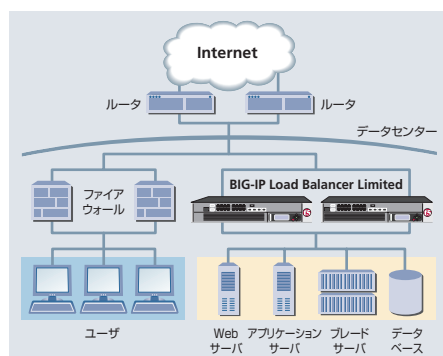 Internet
ルータ
ルータ
データセンター
ファイア
ウォール
BIG-IP Load Balancer Limited
ユーザ
Web
サーバ
アプリケーション
サーバ
ブレード
サーバ
データ
ベース